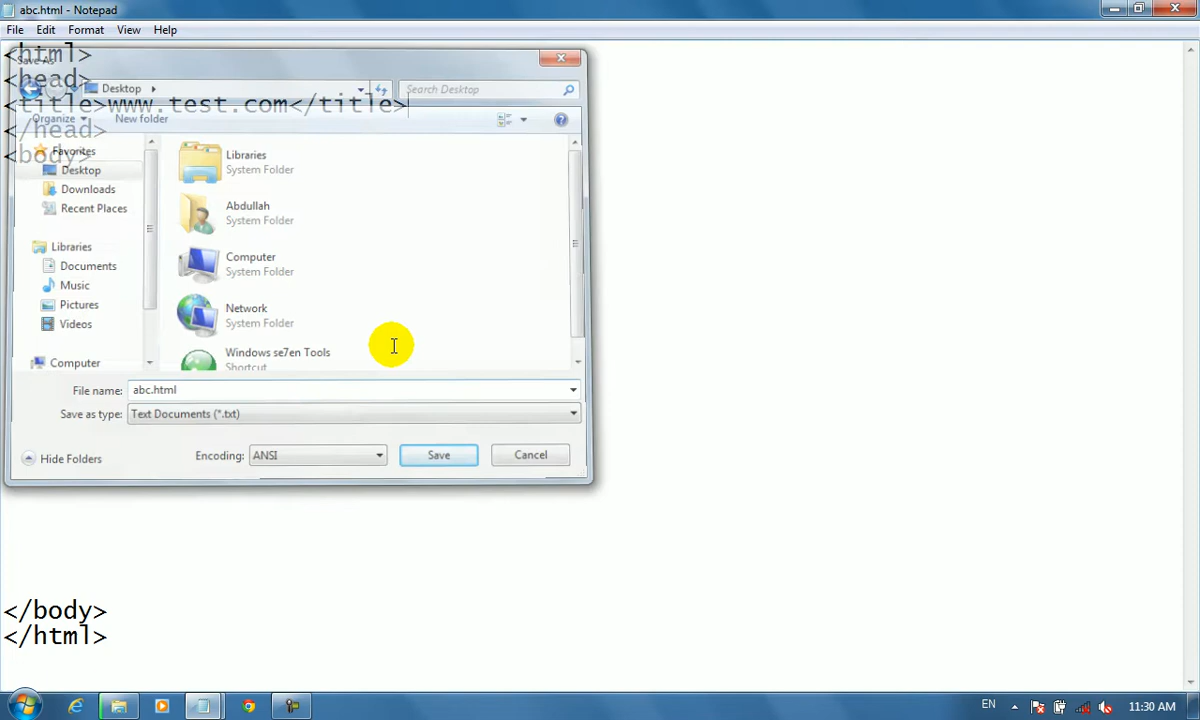 abc.html - Notepad
File Edit Format View Help
<html>
Save As
<head>
Desktop
Search Desktop
<title>www.test.com</title>
Organize New folder
</head>
<body>
Favorites
Desktop
Downloads
Recent Places
Libraries
Documents
Music
Pictures
Videos
Computer
Libraries
System Folder
Abdullah
System Folder
Computer
System Folder
Network
System Folder
Windows se7en Tools
Shortcut
File name: abc.html
Save as type: Text Documents (*.txt)
Hide Folders Encoding: ANSI Save Cancel
</body>
</html>
EN 11:30 AM